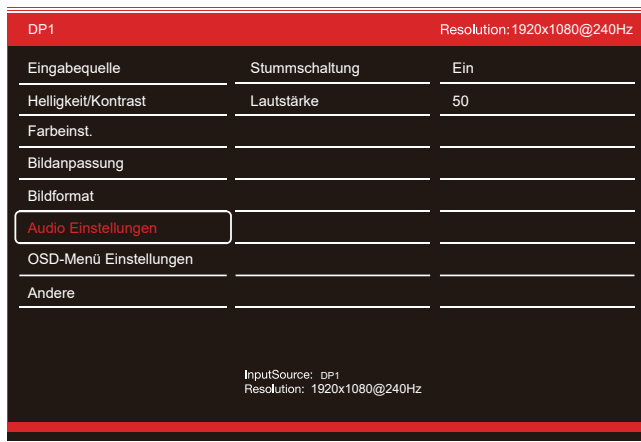 DP1 Resolution:1920x1080@240Hz
Eingabequelle Stummschaltung Ein
Helligkeit/Kontrast Lautstärke 50
Farbeinst.
Bildanpassung
Bildformat
Audio Einstellungen
OSD-Menü Einstellungen
Andere
InputSource: DP1
Resolution: 1920x1080@240Hz